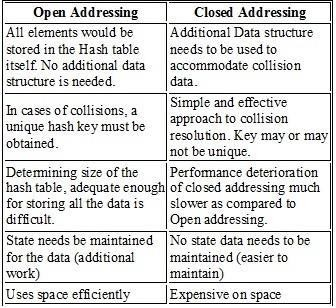 Open Addressing
Closed Addressing
All elements would be
stored in the Hash table
itself. No additional data
structure is needed.
Additional Data structure
needs to be used to
accommodate collision
data.
In cases of collisions, a
unique hash key must be
obtained.
Simple and effective
approach to collision
resolution. Key may or may
not be unique.
Determining size of the
hash table, adequate enough
for storing all the data is
difficult.
Performance deterioration
of closed addressing much
slower as compared to
Open addressing.
State needs be maintained
for the data (additional
work)
No state data needs to be
maintained (easier to
maintain)
Uses space efficiently
Expensive on space